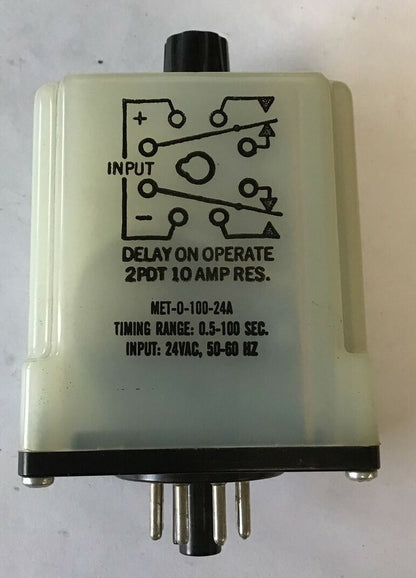 +
INPUT
-
DELAY ON OPERATE
2PDT 10 AMP RES.
MET-0-100-24A
TIMING RANGE: 0.5-100 SEC.
INPUT: 24VAC, 50-60 HZ